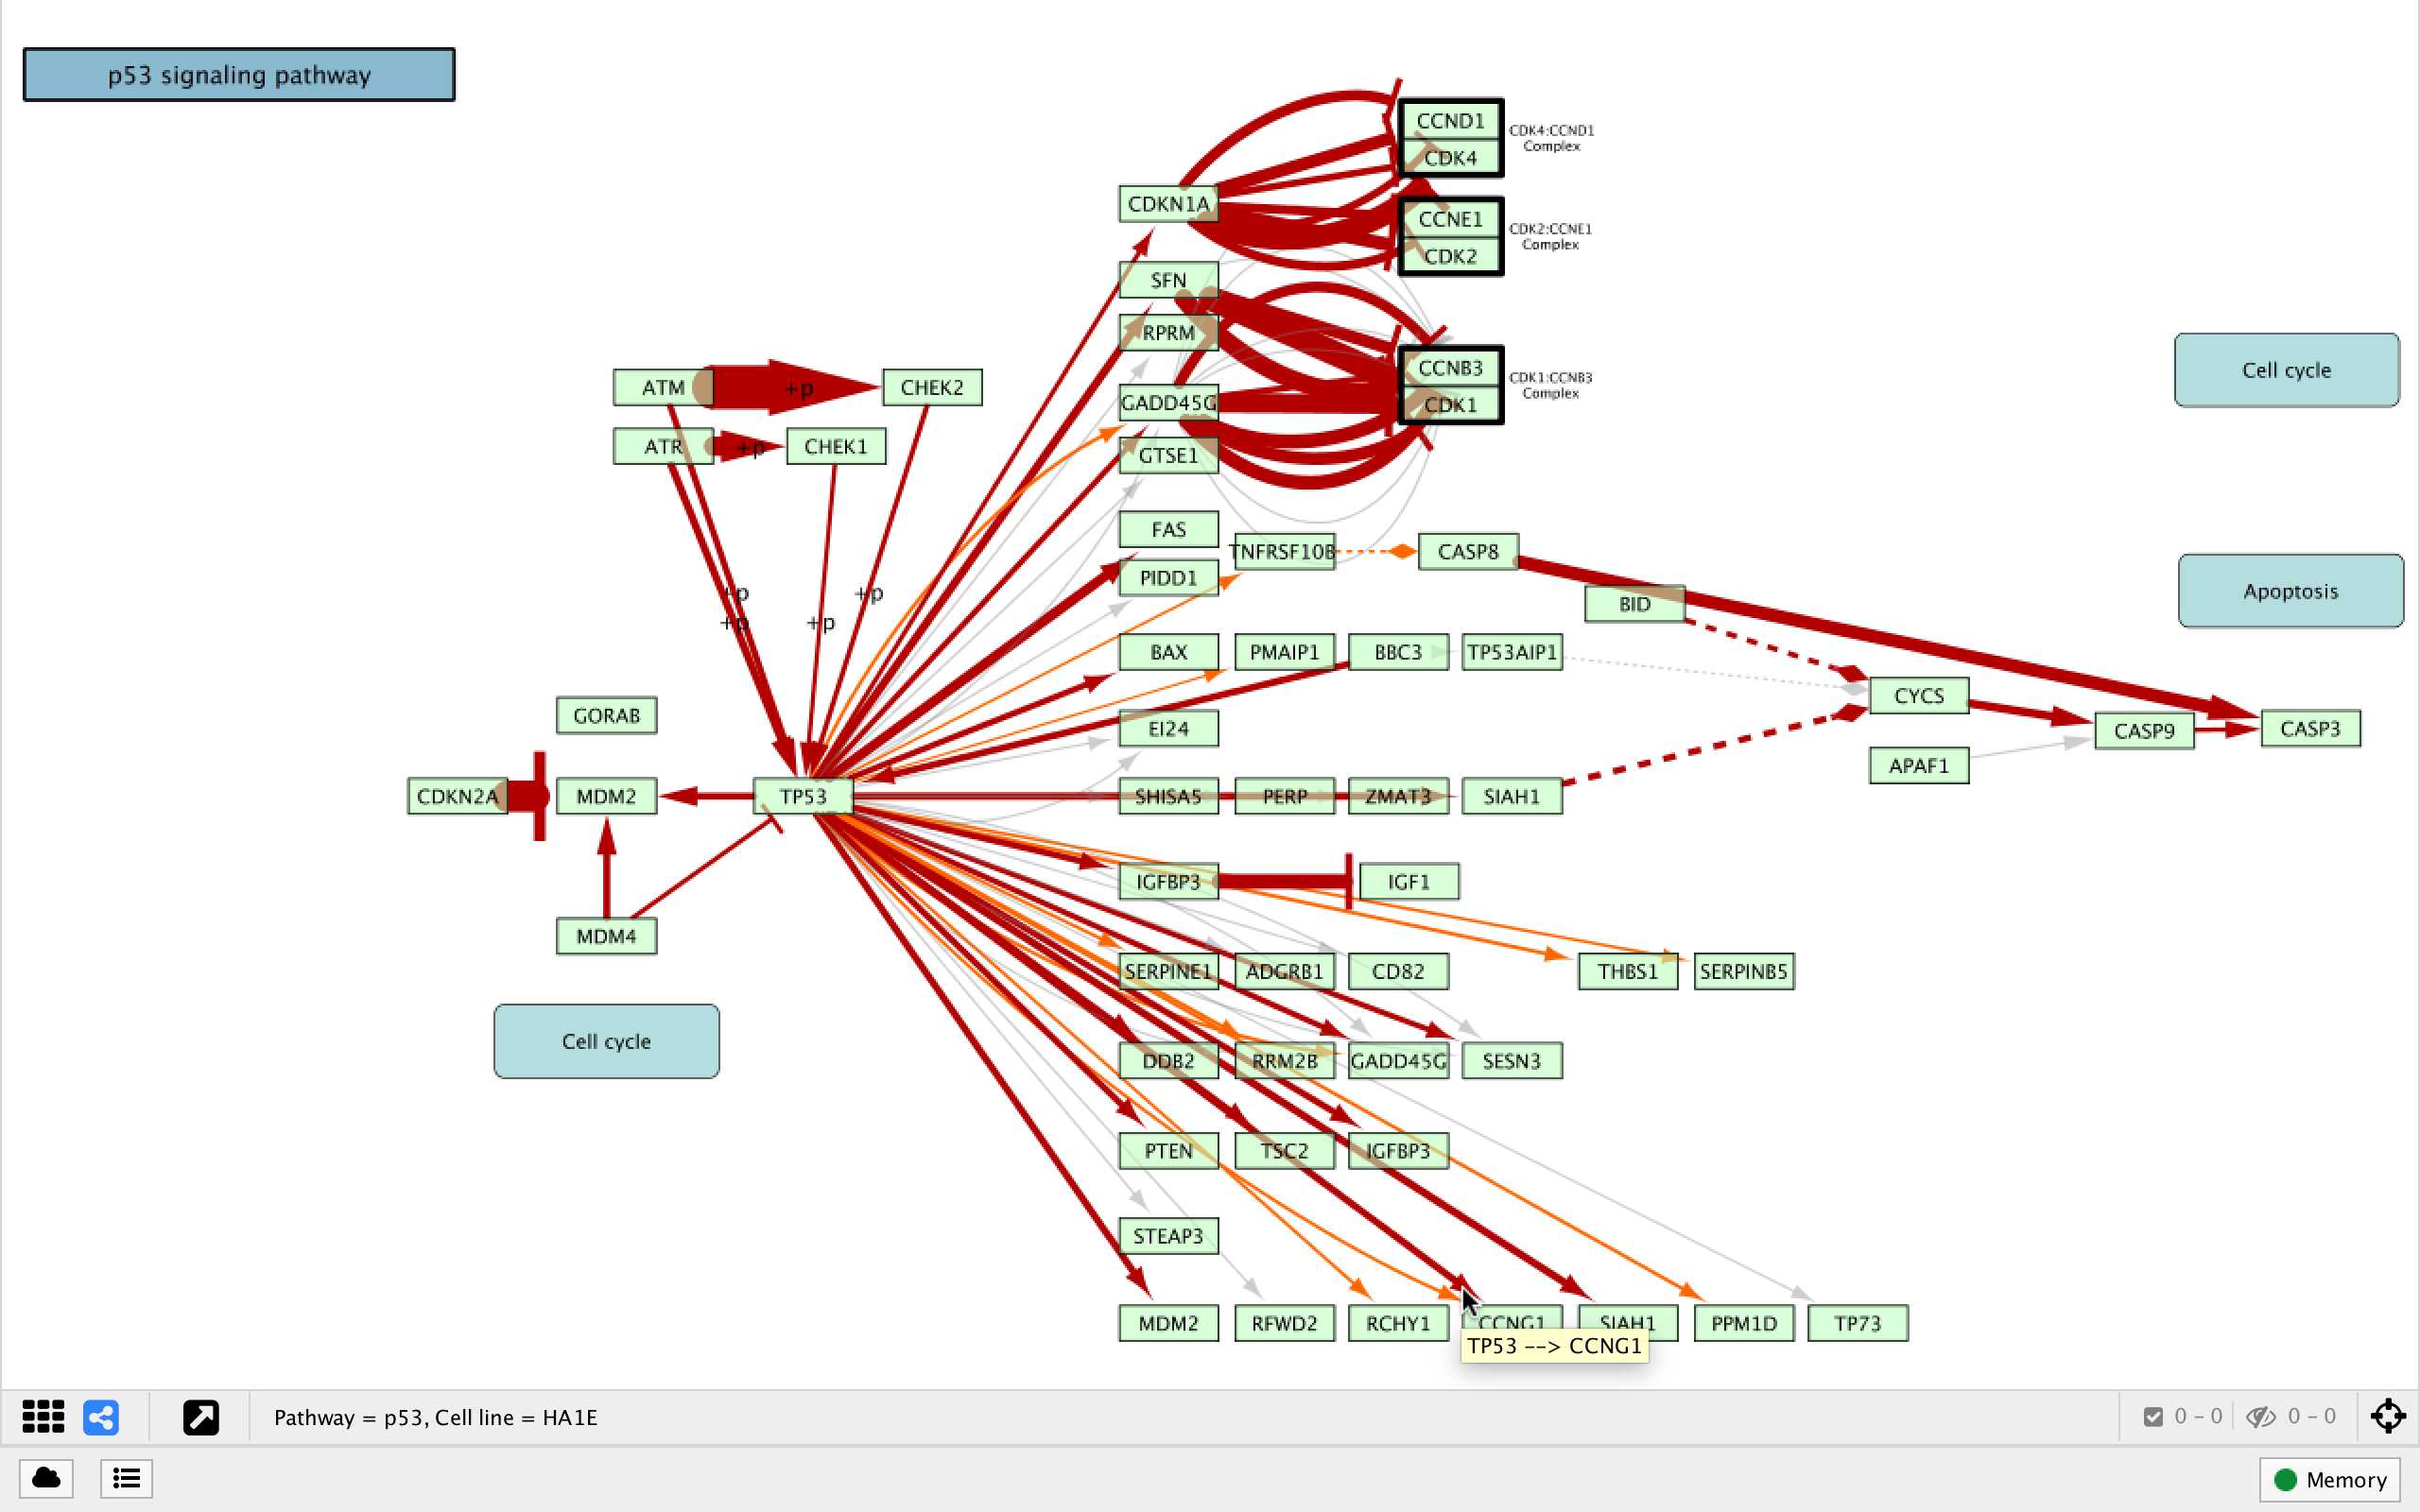 p53 signaling pathway
CCND1
CDK4:CCND1
Complex
CDK4
CDKN1A
CCNE1
CDK2:CCNE1
Complex
CDK2
SFN
RPRM
CCNB3
CDK1:CCNB3
Complex
CDK1
Cell cycle
ATM
+p
CHEK2
GADD45G
ATR
+p
CHEK1
GTSE1
FAS
TNFRSF10B
CASP8
PIDD1
BID
Apoptosis
+p
+p
+p
+p
BAX
PMAIP1
BBC3
TP53AIP1
CYCS
GORAB
EI24
CASP9
CASP3
APAF1
CDKN2A
MDM2
TP53
SHISA5
PERP
ZMAT3
SIAH1
IGFBP3
IGF1
MDM4
SERPINE1
ADGRB1
CD82
THBS1
SERPINB5
Cell cycle
DDB2
RRM2B
GADD45G
SESN3
PTEN
TSC2
IGFBP3
STEAP3
MDM2
RFWD2
RCHY1
CCNG1
SIAH1
PPM1D
TP73
TP53 --> CCNG1
Pathway = p53, Cell line = HA1E
0 - 0
0 - 0
Memory